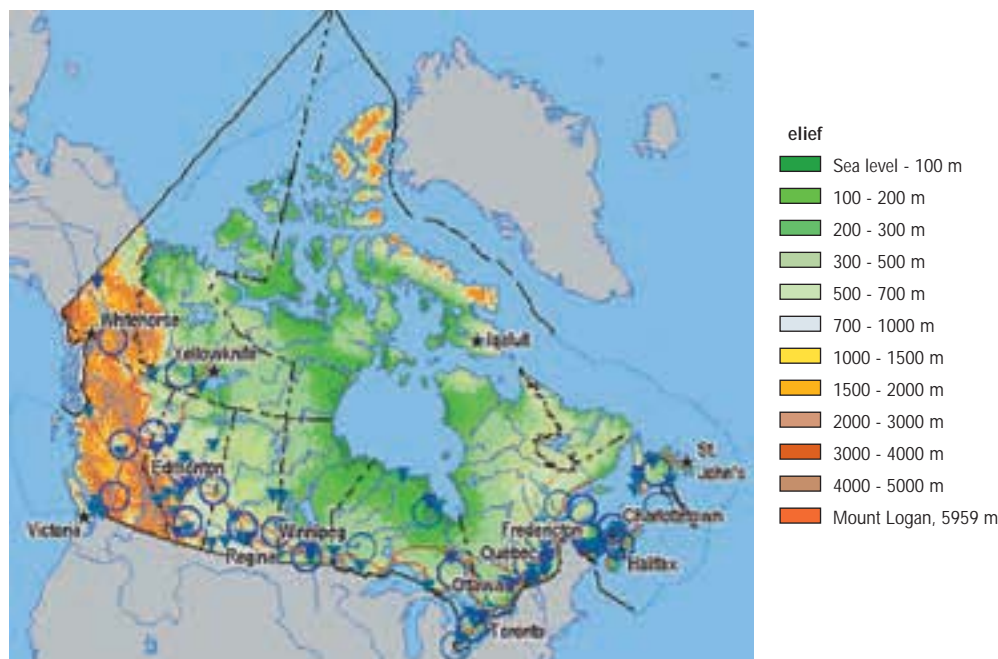 Whitehorse
Yellowknife
Iqaluit
Edmonton
St.
John's
Victoria
Winnipeg
Regina
Fredericton
Charlottetown
Quebec
Halifax
Ottawa
Toronto
elief
Sea level - 100 m
100 - 200 m
200 - 300 m
300 - 500 m
500 - 700 m
700 - 1000 m
1000 - 1500 m
1500 - 2000 m
2000 - 3000 m
3000 - 4000 m
4000 - 5000 m
Mount Logan, 5959 m